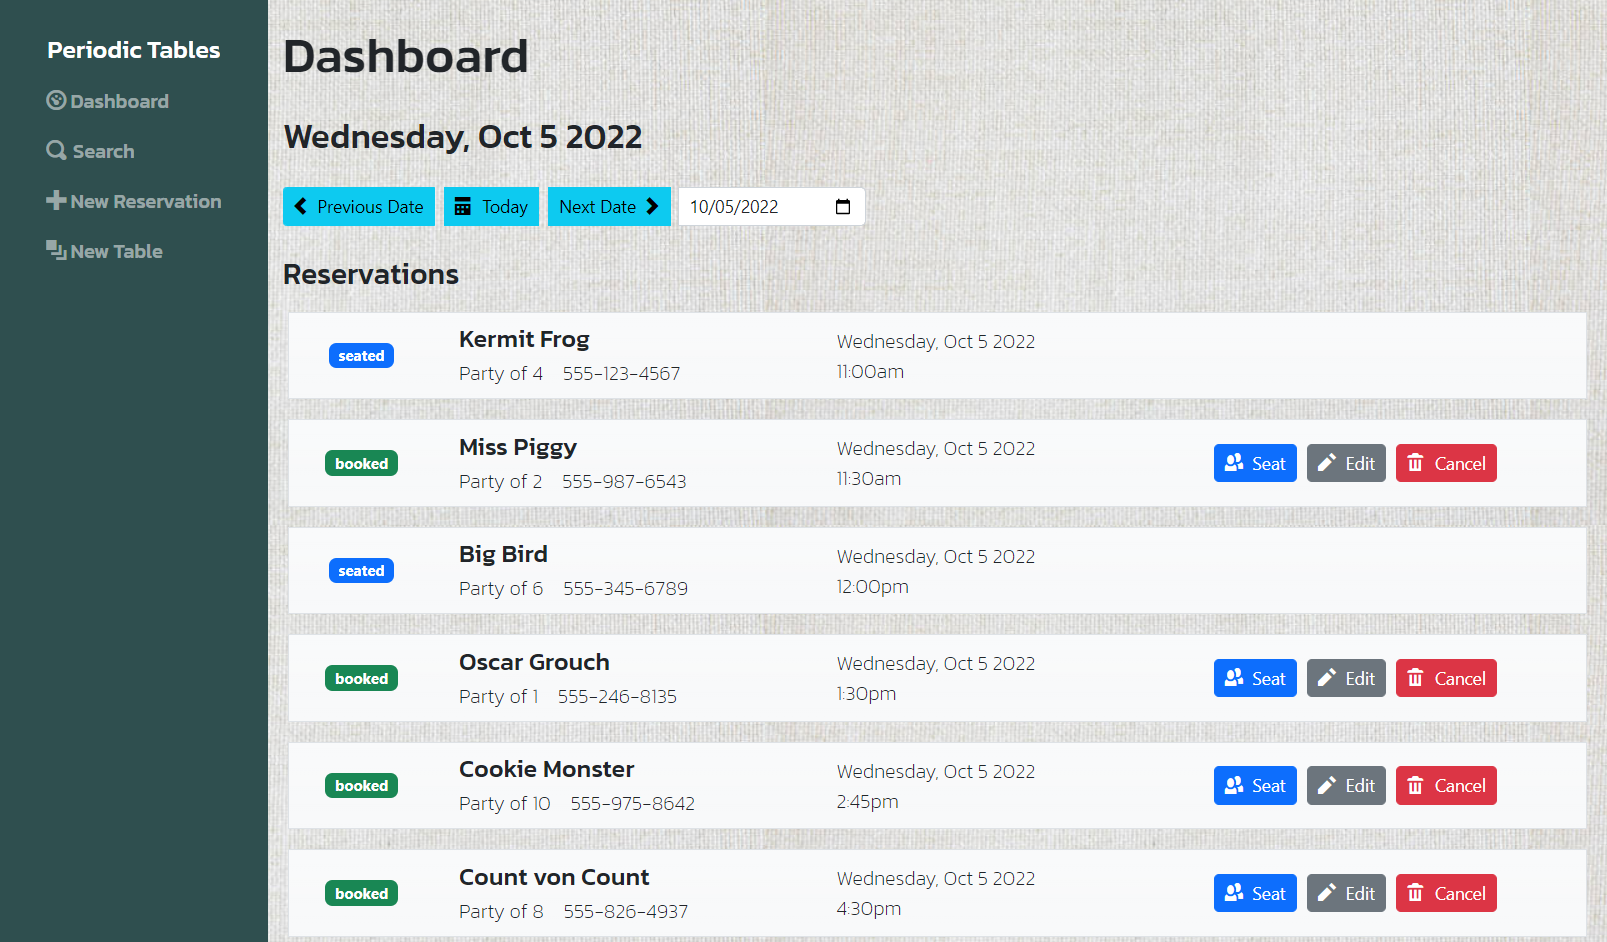 Periodic Tables
Dashboard
Search
New Reservation
New Table
Dashboard
Wednesday, Oct 5 2022
Previous Date Today Next Date 10/05/2022
Reservations
seated Kermit Frog Wednesday, Oct 5 2022
Party of 4 555-123-4567 11:00am
booked Miss Piggy Wednesday, Oct 5 2022 Seat Edit Cancel
Party of 2 555-987-6543 11:30am
seated Big Bird Wednesday, Oct 5 2022
Party of 6 555-345-6789 12:00pm
booked Oscar Grouch Wednesday, Oct 5 2022 Seat Edit Cancel
Party of 1 555-246-8135 1:30pm
booked Cookie Monster Wednesday, Oct 5 2022 Seat Edit Cancel
Party of 10 555-975-8642 2:45pm
booked Count von Count Wednesday, Oct 5 2022 Seat Edit Cancel
Party of 8 555-826-4937 4:30pm